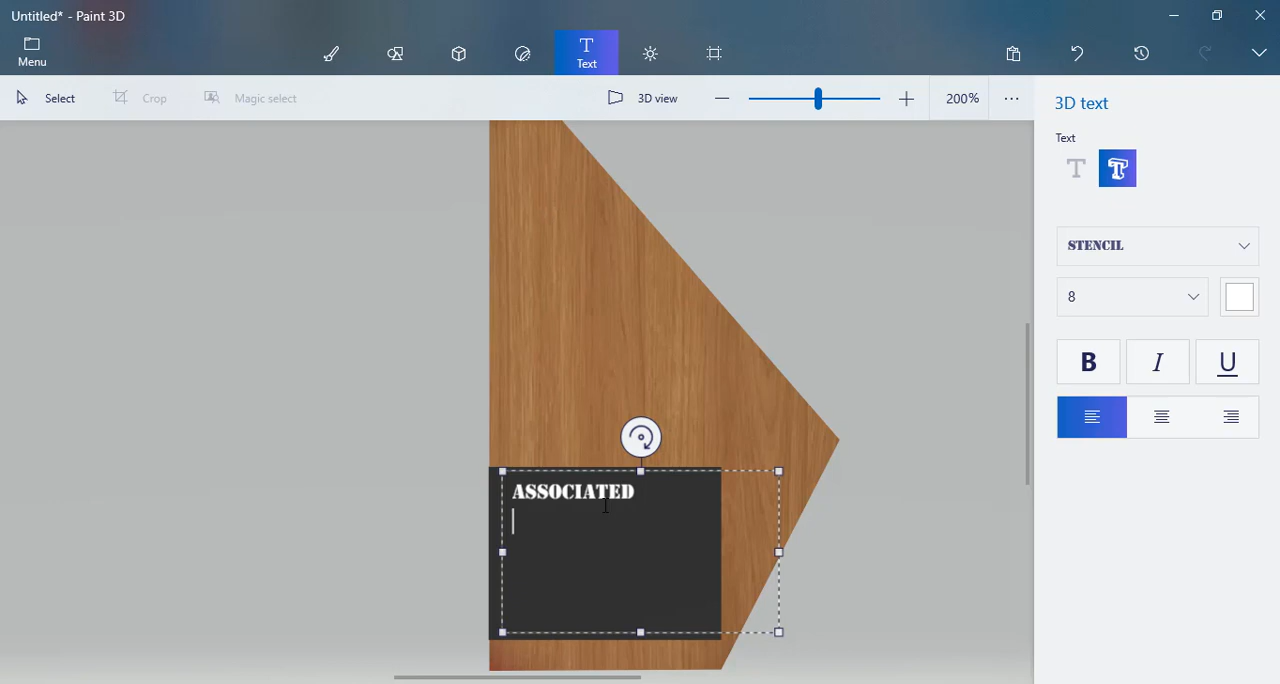 Untitled* - Paint 3D
Menu
Text
Select
Crop
Magic select
3D view
200%
3D text
Text
STENCIL
8
B
I
U
ASSOCIATED